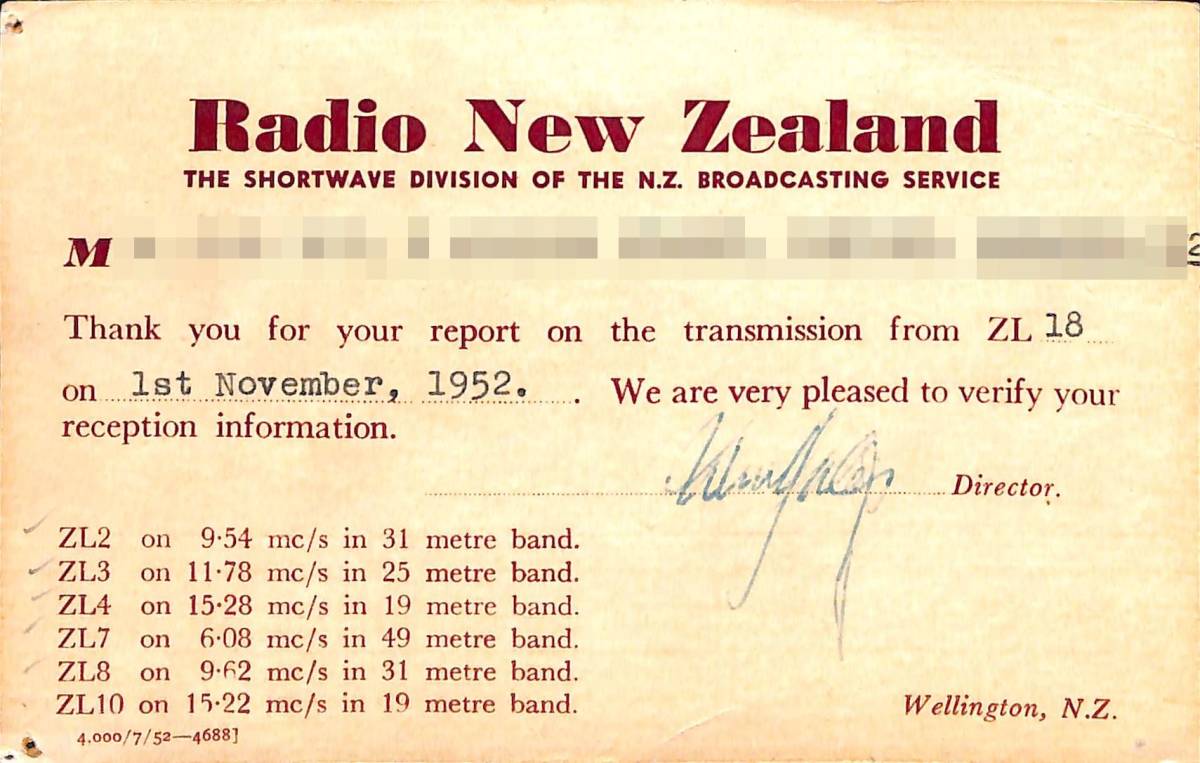 Radio New Zealand
THE SHORTWAVE DIVISION OF THE N.Z. BROADCASTING SERVICE
M
Thank you for your report on the transmission from ZL 18
on 1st November, 1952. We are very pleased to verify your
reception information.
Director.
ZL2 on 9·54 mc/s in 31 metre band.
ZL3 on 11·78 mc/s in 25 metre band.
ZL4 on 15·28 mc/s in 19 metre band.
ZL7 on 6·08 mc/s in 49 metre band.
ZL8 on 9·62 mc/s in 31 metre band.
ZL10 on 15·22 mc/s in 19 metre band.
Wellington, N.Z.
4,000/7/52—4688]